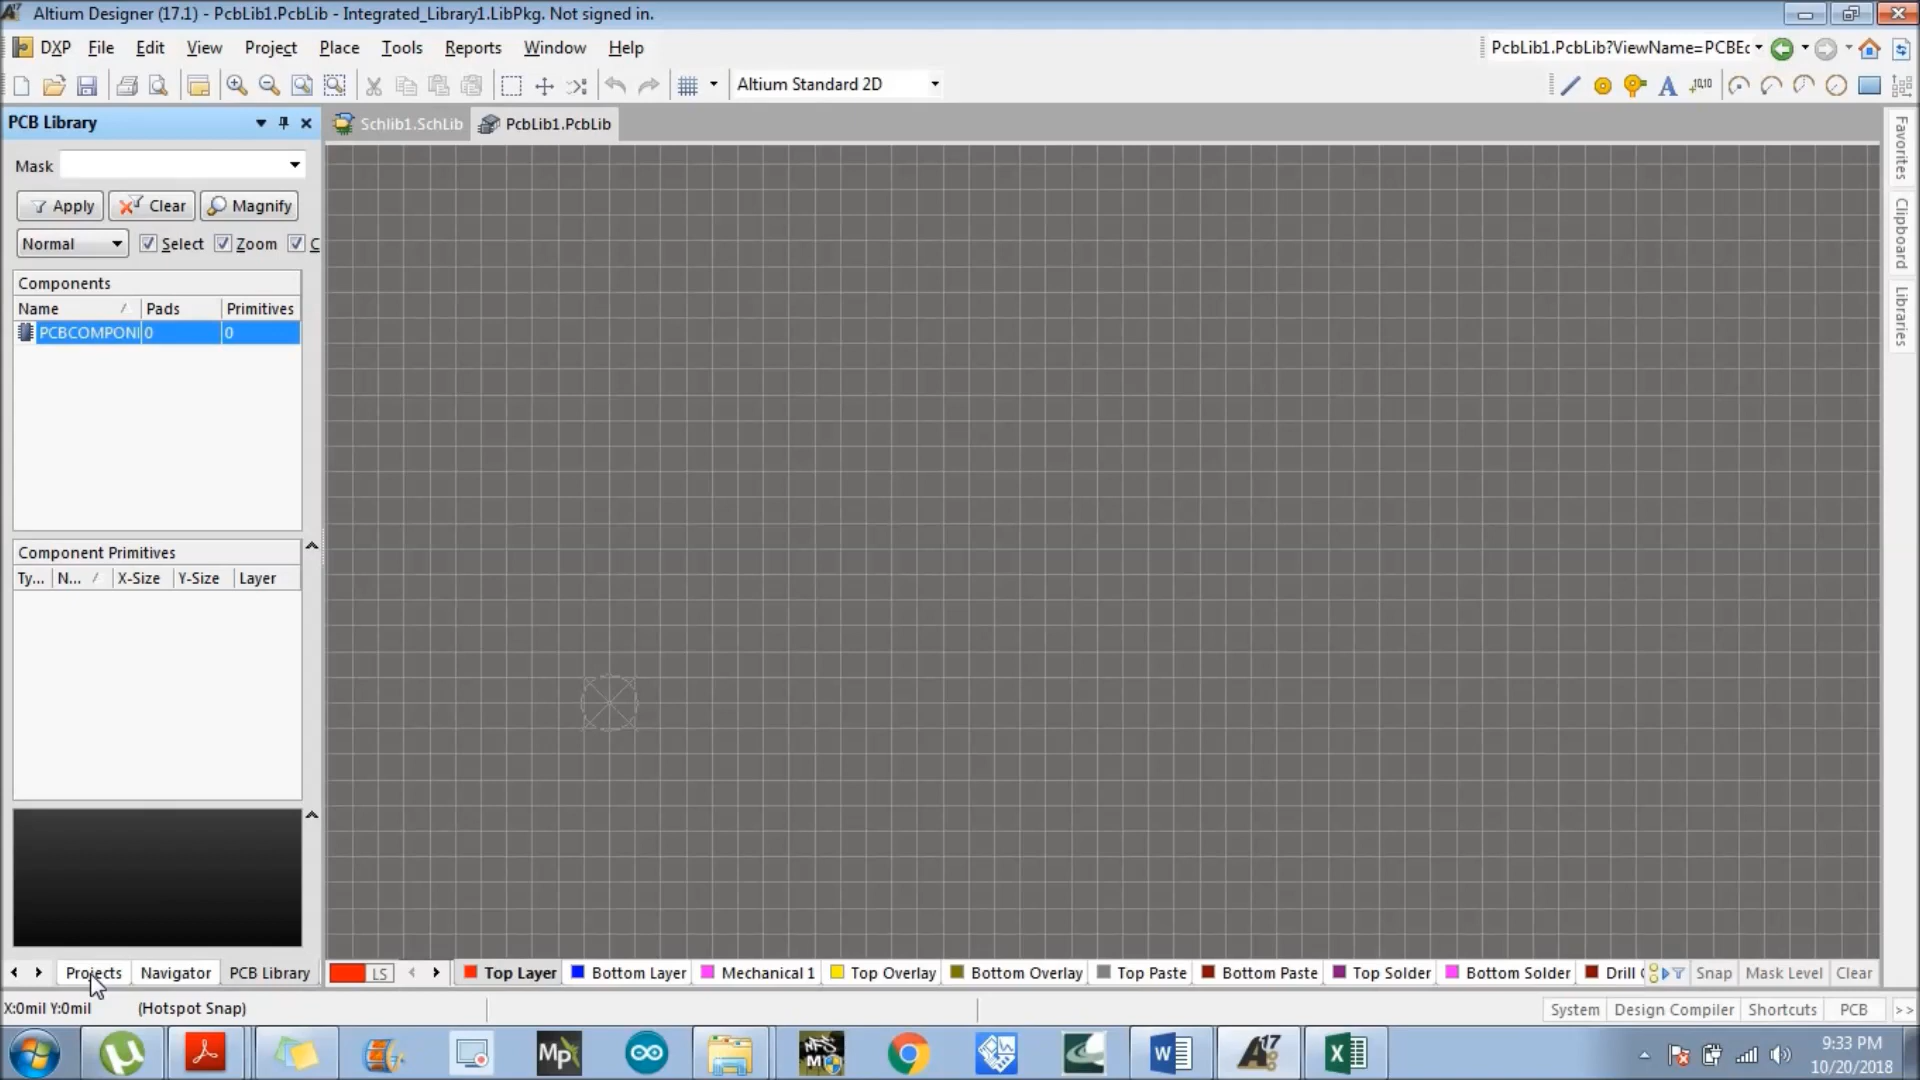 Altium Designer (17.1) - PcbLib1.PcbLib - Integrated_Library1.LibPkg. Not signed in.
DXP File Edit View Project Place Tools Reports Window Help
PcbLib1.PcbLib?ViewName=PCBEc
Altium Standard 2D
A
+10,10
PCB Library
Schlib1.SchLib
PcbLib1.PcbLib
Mask
Apply Clear Magnify
Normal Select Zoom C
Components
Name Pads Primitives
PCBCOMPONI 0 0
Component Primitives
Ty... N... X-Size Y-Size Layer
Favorites
Clipboard
Libraries
Projects Navigator PCB Library
LS Top Layer Bottom Layer Mechanical 1 Top Overlay Bottom Overlay Top Paste Bottom Paste Top Solder Bottom Solder Drill ( Snap Mask Level Clear
X:0mil Y:0mil (Hotspot Snap)
System Design Compiler Shortcuts PCB >>
9:33 PM
10/20/2018